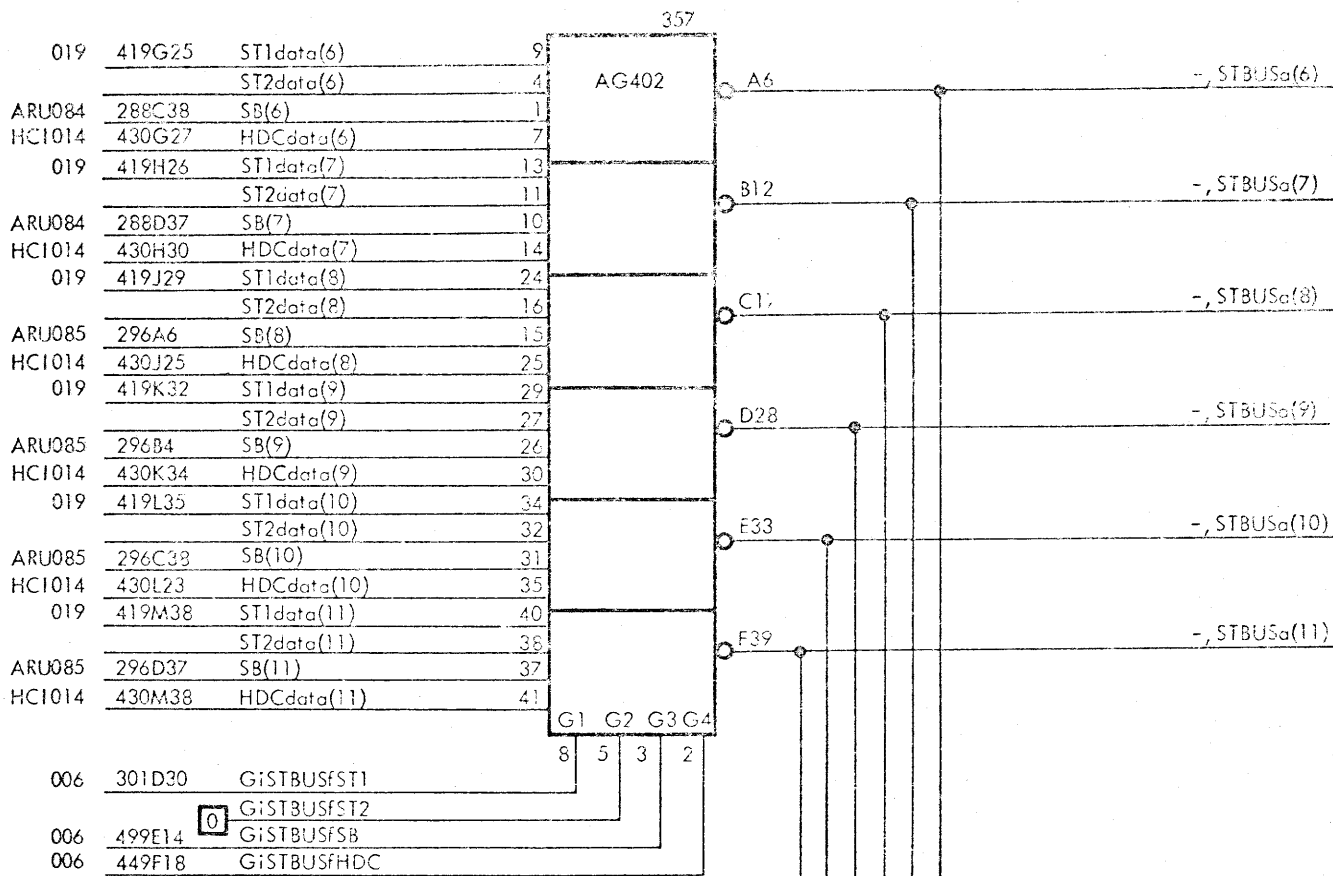 357
AG402
019 419G25 ST1data(6) 9
ST2data(6) 4
A6 -, STBUSa(6)
ARU084 288C38 SB(6) 1
HC1014 430G27 HDCdata(6) 7
019 419H26 ST1data(7) 13
ST2data(7) 11
B12 -, STBUSa(7)
ARU084 288D37 SB(7) 10
HC1014 430H30 HDCdata(7) 14
019 419J29 ST1data(8) 24
ST2data(8) 16
-, STBUSa(8)
ARU085 296A6 SB(8) 15
HC1014 430J25 HDCdata(8) 25
019 419K32 ST1data(9) 29
ST2data(9) 27
D28 -, STBUSa(9)
ARU085 296B4 SB(9) 26
HC1014 430K34 HDCdata(9) 30
019 419L35 ST1data(10) 34
ST2data(10) 32
E33 -, STBUSa(10)
ARU085 296C38 SB(10) 31
HC1014 430L23 HDCdata(10) 35
019 419M38 ST1data(11) 40
ST2data(11) 38
F39 -, STBUSa(11)
ARU085 296D37 SB(11) 37
HC1014 430M38 HDCdata(11) 41
G1 G2 G3 G4
8 5 3 2
006 301D30 GiSTBUSfST1
0 GiSTBUSfST2
006 499E14 GiSTBUSfSB
006 449F18 GiSTBUSfHDC